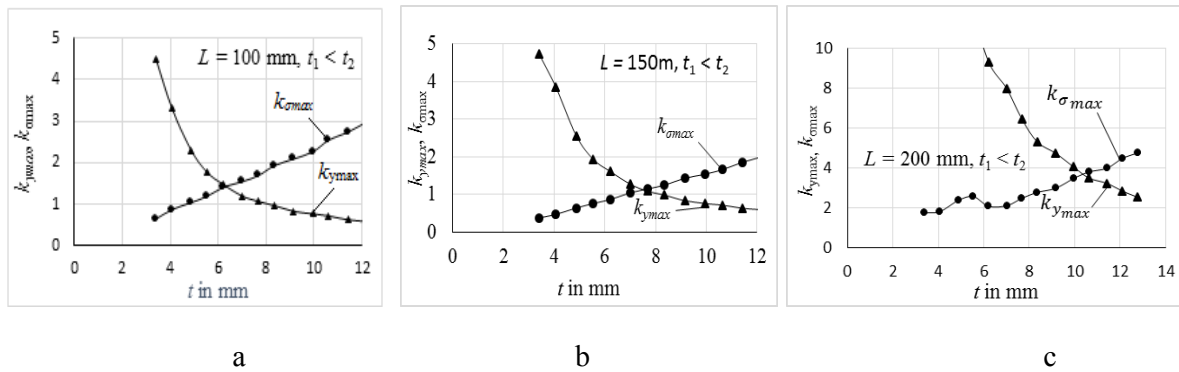 5
4
3
2
1
0
k_ymax, k_σmax
L = 100 mm, t₁ < t₂
k_σmax
k_ymax
0 2 4 6 8 10 12
t in mm
a
5
4
3
2
1
0
k_ymax, k_σmax
L = 150m, t₁ < t₂
k_σmax
k_ymax
0 2 4 6 8 10 12
t in mm
b
10
8
6
4
2
0
k_ymax, k_σmax
k_σ_max
L = 200 mm, t₁ < t₂
k_y_max
0 2 4 6 8 10 12 14
t in mm
c